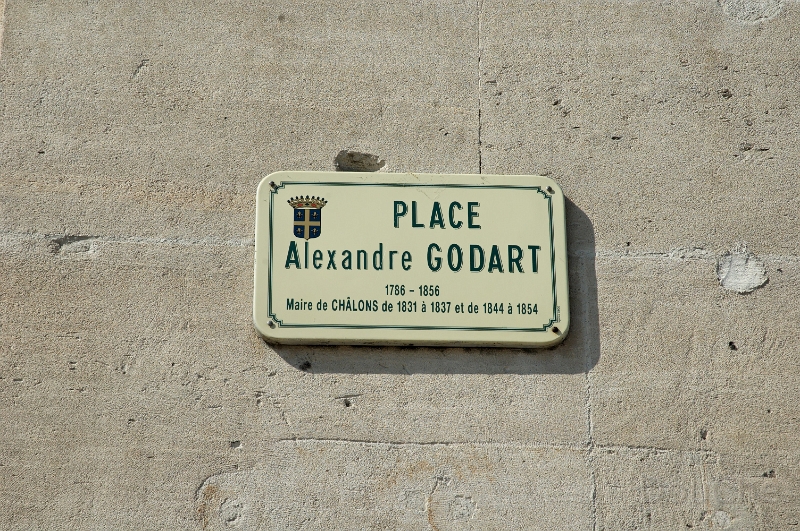 PLACE
Alexandre GODART
1786 - 1856
Maire de CHÂLONS de 1831 à 1837 et de 1844 à 1854